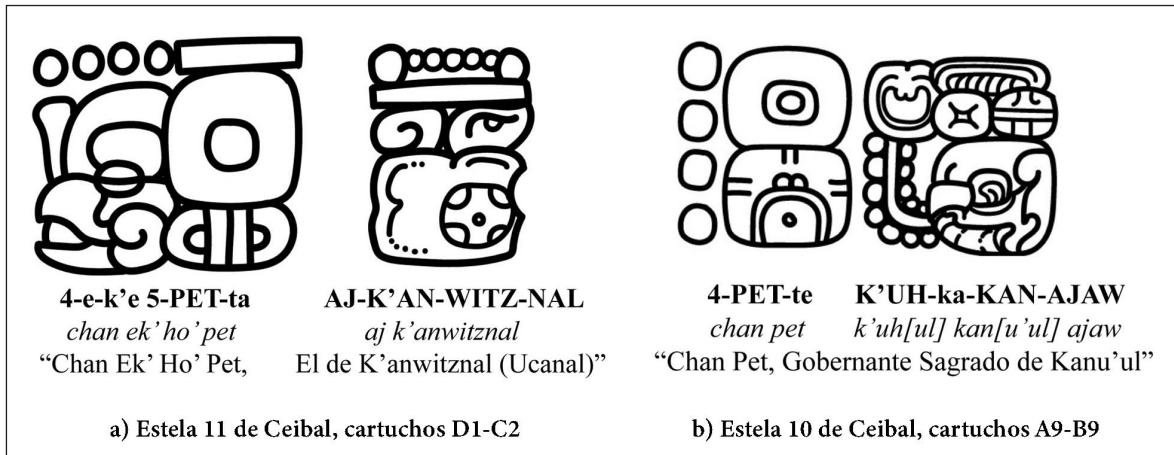 4-e-k’e 5-PET-ta AJ-K’AN-WITZ-NAL
chan ek’ ho’ pet aj k’anwitznal
“Chan Ek’ Ho’ Pet, El de K’anwitznal (Ucanal)”
a) Estela 11 de Ceibal, cartuchos D1-C2
4-PET-te K’UH-ka-KAN-AJAW
chan pet k’uh[ul] kan[u’ul] ajaw
“Chan Pet, Gobernante Sagrado de Kanu’ul”
b) Estela 10 de Ceibal, cartuchos A9-B9